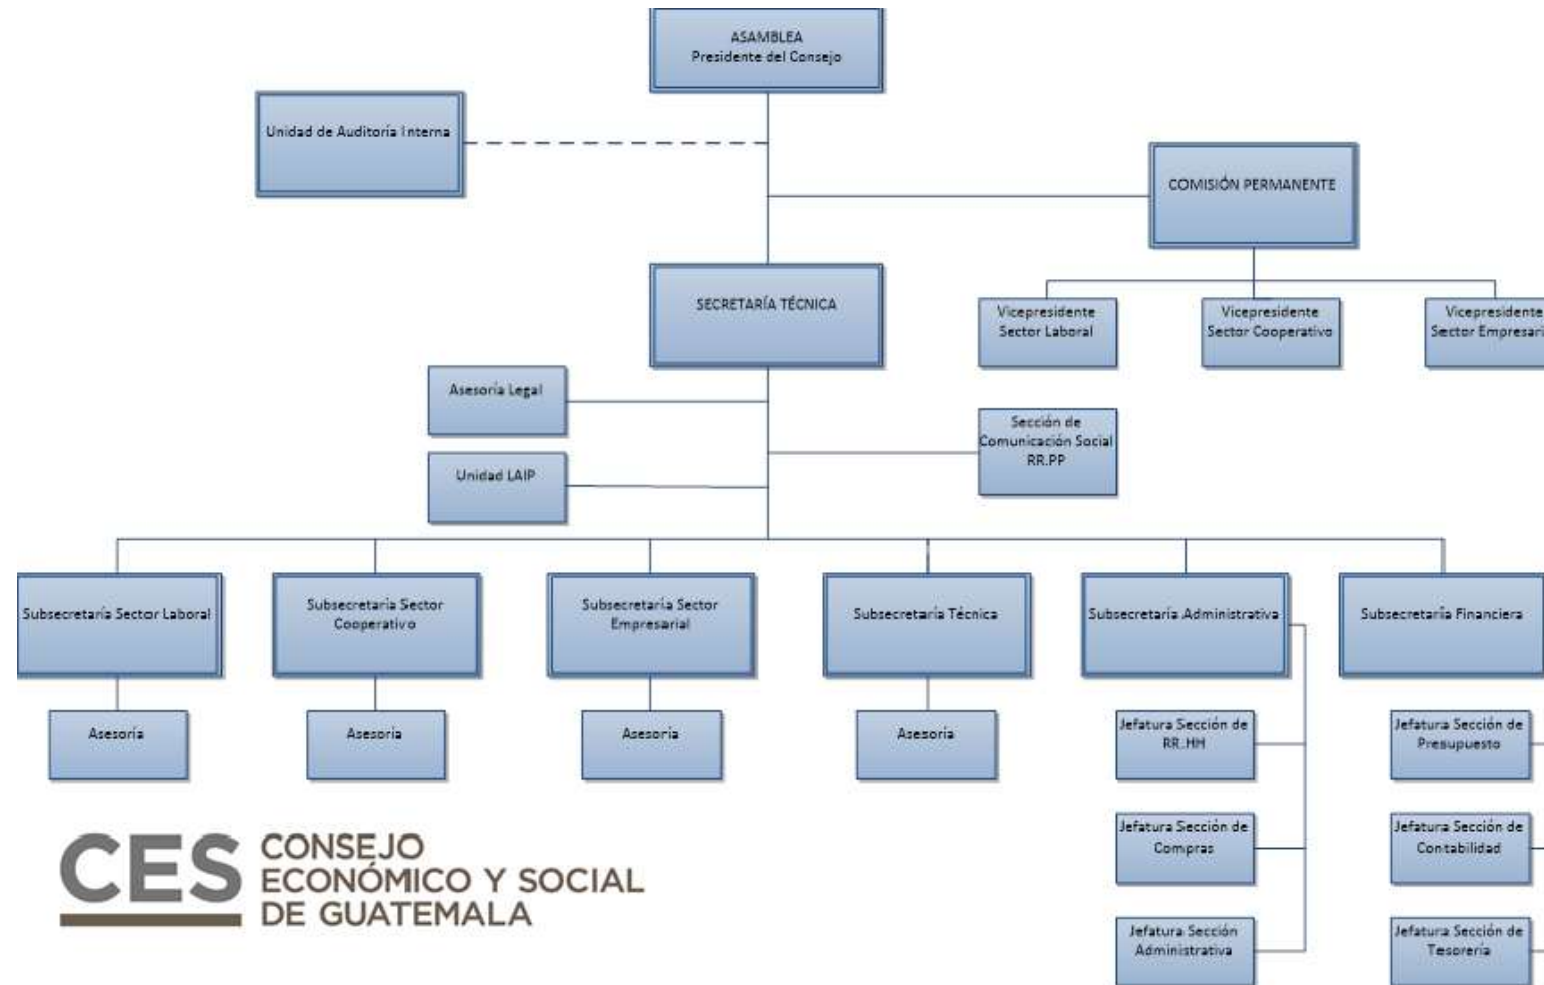 ASAMBLEA
Presidente del Consejo
Unidad de Auditoría Interna
COMISIÓN PERMANENTE
SECRETARÍA TÉCNICA
Vicepresidente
Sector Laboral
Vicepresidente
Sector Cooperativo
Vicepresidente
Sector Empresari
Asesoría Legal
Sección de
Comunicación Social
RR.PP
Unidad LAIP
Subsecretaría Sector Laboral
Subsecretaría Sector
Cooperativo
Subsecretaría Sector
Empresarial
Subsecretaría Técnica
Subsecretaría Administrativa
Subsecretaría Financiera
Asesoría
Asesoría
Asesoría
Asesoría
Jefatura Sección de
RR.HH
Jefatura Sección de
Presupuesto
Jefatura Sección de
Compras
Jefatura Sección de
Contabilidad
Jefatura Sección
Administrativa
Jefatura Sección de
Tesorería
CES
CONSEJO
ECONÓMICO Y SOCIAL
DE GUATEMALA